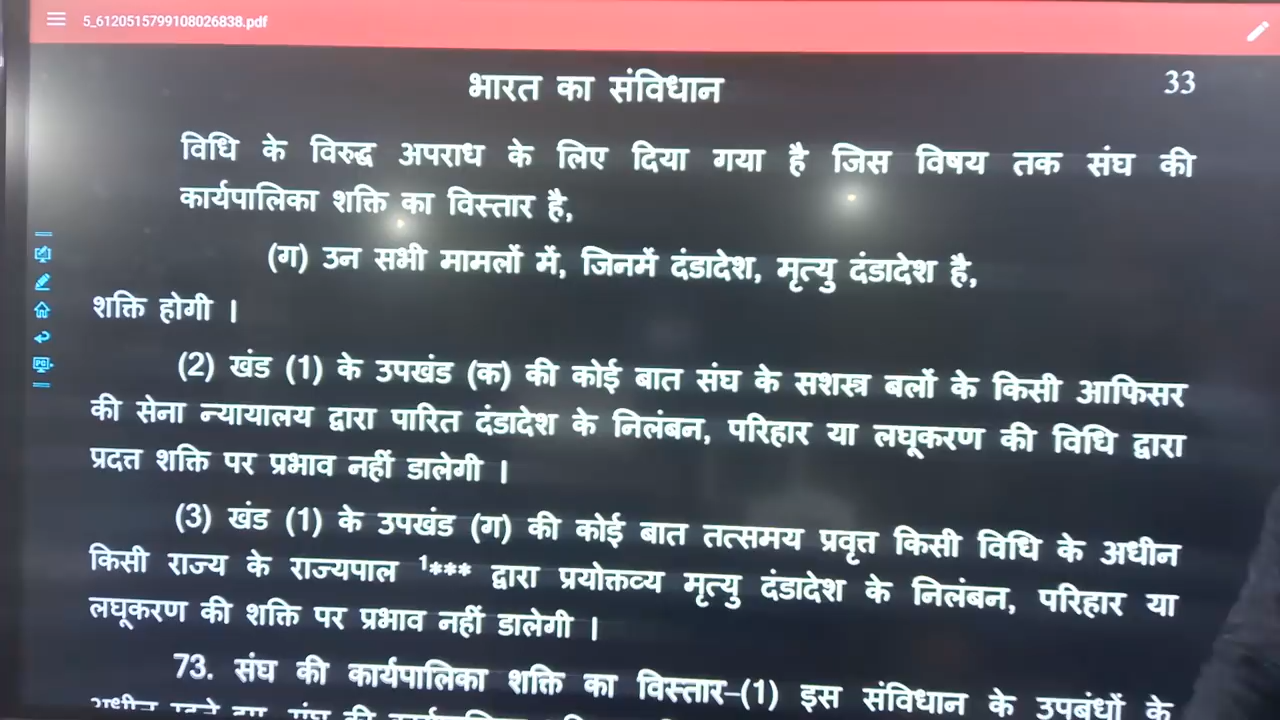 5_6120515799108026838.pdf
भारत का संविधान
33
विधि के विरुद्ध अपराध के लिए दिया गया है जिस विषय तक संघ की
कार्यपालिका शक्ति का विस्तार है,
(ग) उन सभी मामलों में, जिनमें दंडादेश, मृत्यु दंडादेश है,
शक्ति होगी ।
(2) खंड (1) के उपखंड (क) की कोई बात संघ के सशस्त्र बलों के किसी आफिसर
की सेना न्यायालय द्वारा पारित दंडादेश के निलंबन, परिहार या लघूकरण की विधि द्वारा
प्रदत्त शक्ति पर प्रभाव नहीं डालेगी ।
(3) खंड (1) के उपखंड (ग) की कोई बात तत्समय प्रवृत्त किसी विधि के अधीन
किसी राज्य के राज्यपाल ¹*** द्वारा प्रयोक्तव्य मृत्यु दंडादेश के निलंबन, परिहार या
लघूकरण की शक्ति पर प्रभाव नहीं डालेगी ।
73. संघ की कार्यपालिका शक्ति का विस्तार–(1) इस संविधान के उपबंधों के